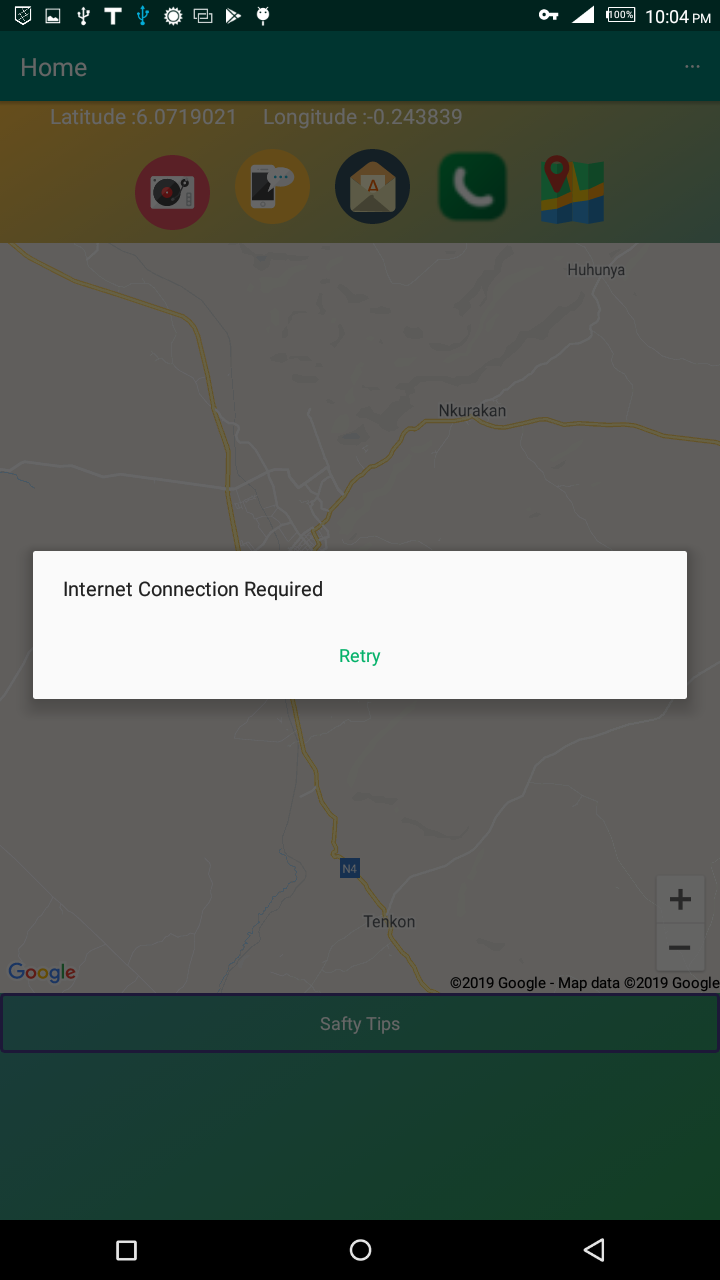 100%
10:04 PM
Home
Latitude :6.0719021 Longitude :-0.243839
Huhunya
Nkurakan
Internet Connection Required
Retry
N4
Tenkon
Google
©2019 Google - Map data ©2019 Google
Safty Tips